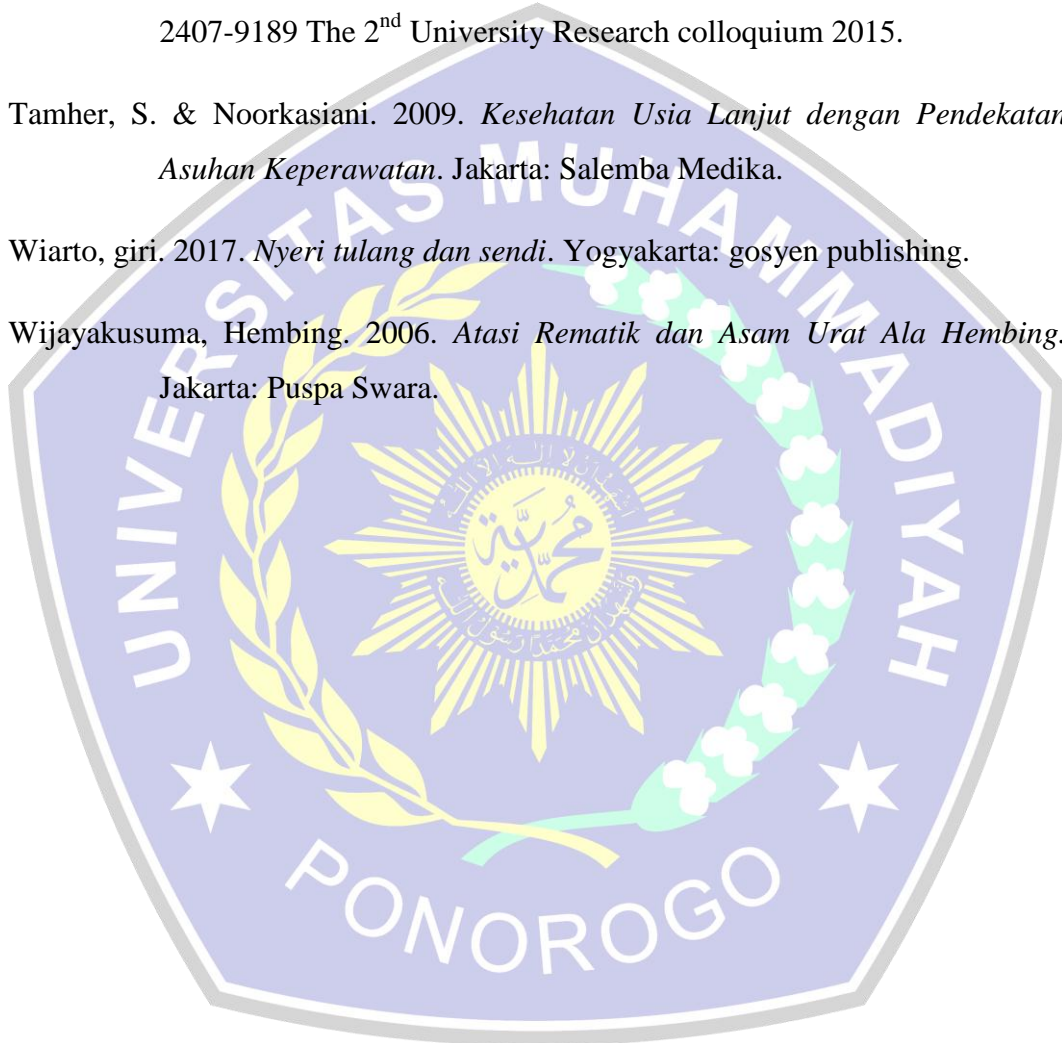 2407-9189 The 2nd University Research colloquium 2015.
Tamher, S. & Noorkasiani. 2009. Kesehatan Usia Lanjut dengan Pendekatan
Asuhan Keperawatan. Jakarta: Salemba Medika.
Wiarto, giri. 2017. Nyeri tulang dan sendi. Yogyakarta: gosyen publishing.
Wijayakusuma, Hembing. 2006. Atasi Rematik dan Asam Urat Ala Hembing.
Jakarta: Puspa Swara.
UNIVERSITAS MUHAMMADIYAH
محمدية
PONOROGO